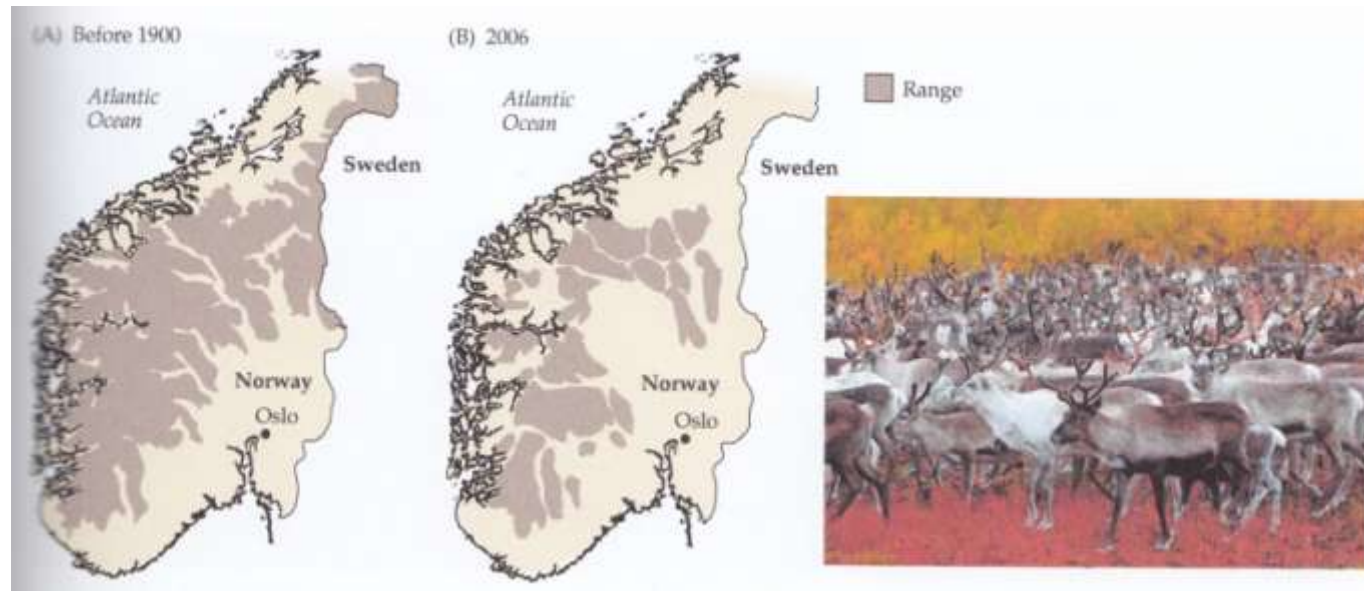 (A) Before 1900
Atlantic
Ocean
Sweden
Norway
Oslo
(B) 2006
Atlantic
Ocean
Sweden
Norway
Oslo
Range